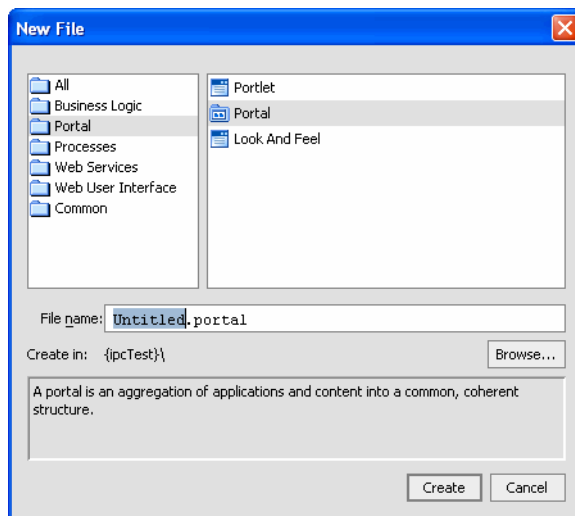 New File
All
Business Logic
Portal
Processes
Web Services
Web User Interface
Common
Portlet
Portal
Look And Feel
File name: Untitled.portal
Create in: {ipcTest}\
Browse...
A portal is an aggregation of applications and content into a common, coherent
structure.
Create Cancel